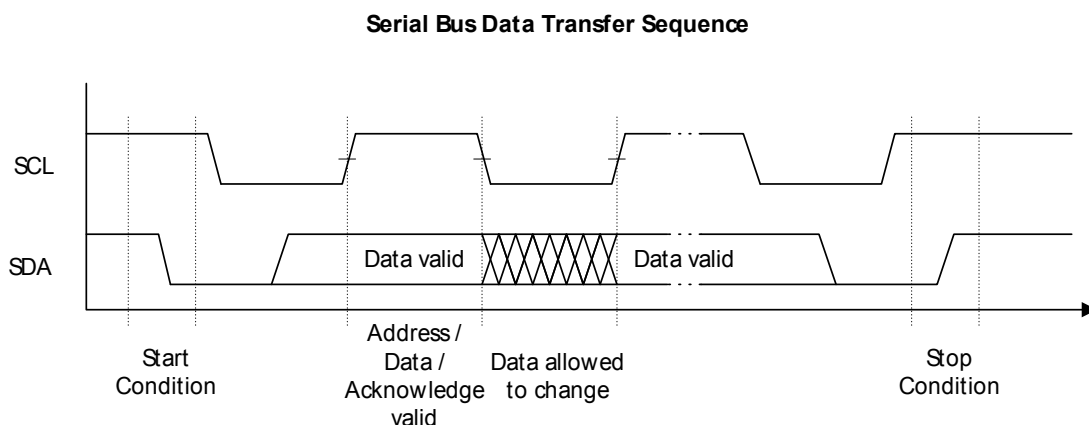 Serial Bus Data Transfer Sequence
SCL
SDA
Data valid
Data valid
Start
Condition
Address /
Data /
Acknowledge
valid
Data allowed
to change
Stop
Condition